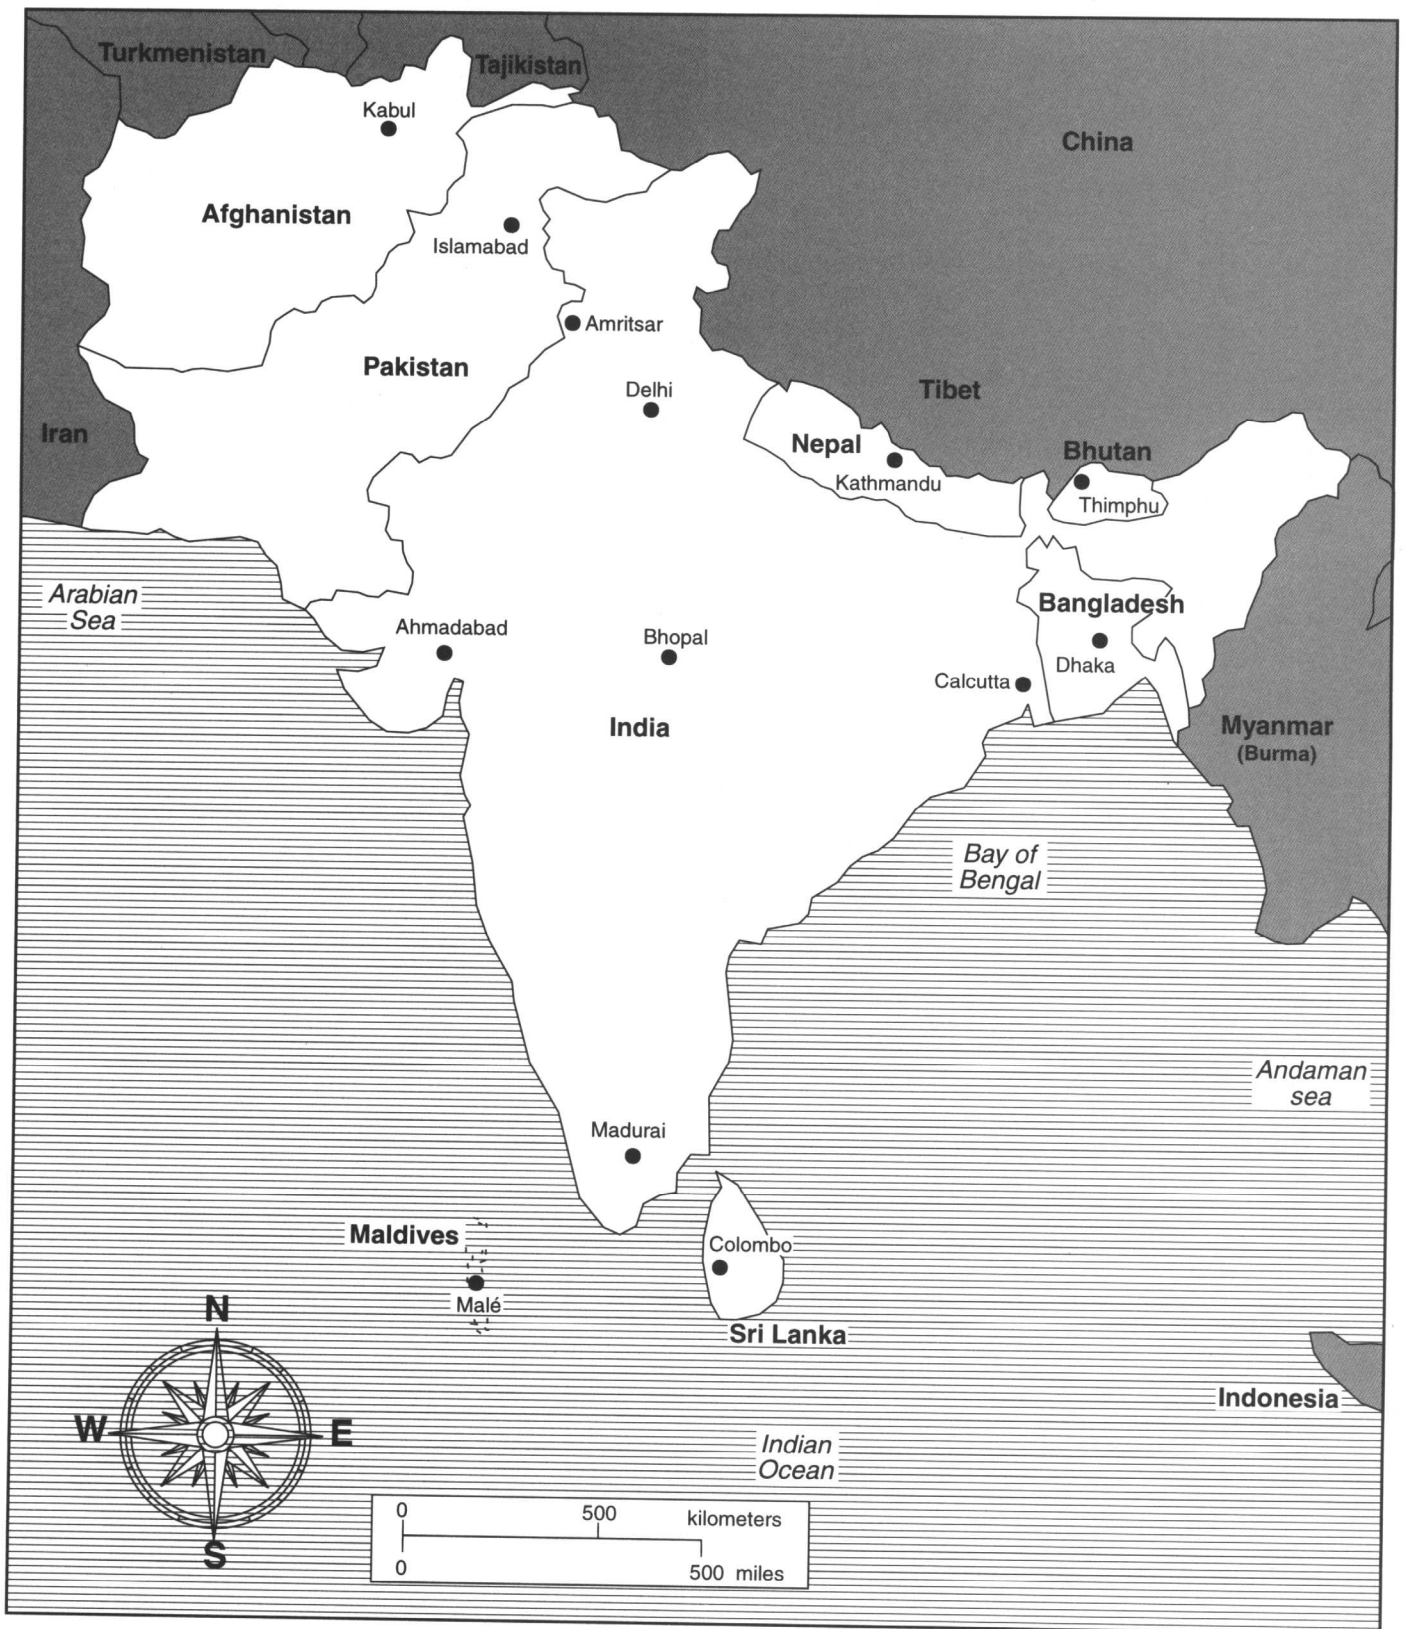 Turkmenistan
Tajikistan
Kabul
China
Afghanistan
Islamabad
Amritsar
Pakistan
Delhi
Tibet
Iran
Nepal
Bhutan
Kathmandu
Thimphu
Arabian
Sea
Bangladesh
Ahmadabad
Bhopal
Dhaka
Calcutta
India
Myanmar
(Burma)
Bay of
Bengal
Andaman
sea
Madurai
Maldives
Colombo
Malé
Sri Lanka
N
W
E
S
Indonesia
Indian
Ocean
0 500 kilometers
0 500 miles